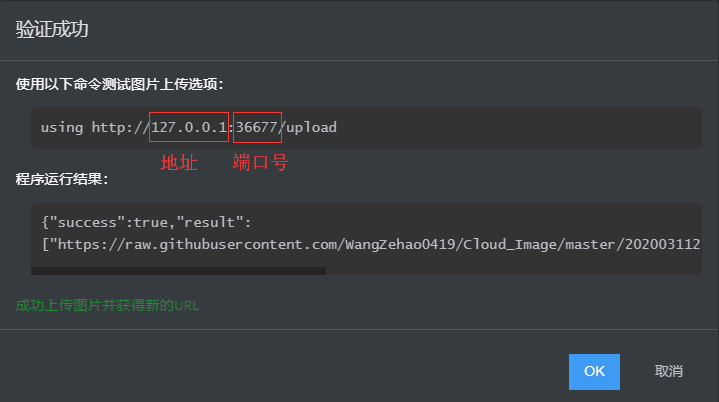 验证成功
使用以下命令测试图片上传选项：
using http://127.0.0.1:36677/upload
地址 端口号
程序运行结果：
{"success":true,"result":
["https://raw.githubusercontent.com/WangZehao0419/Cloud_Image/master/202003112
成功上传图片并获得新的URL
OK 取消